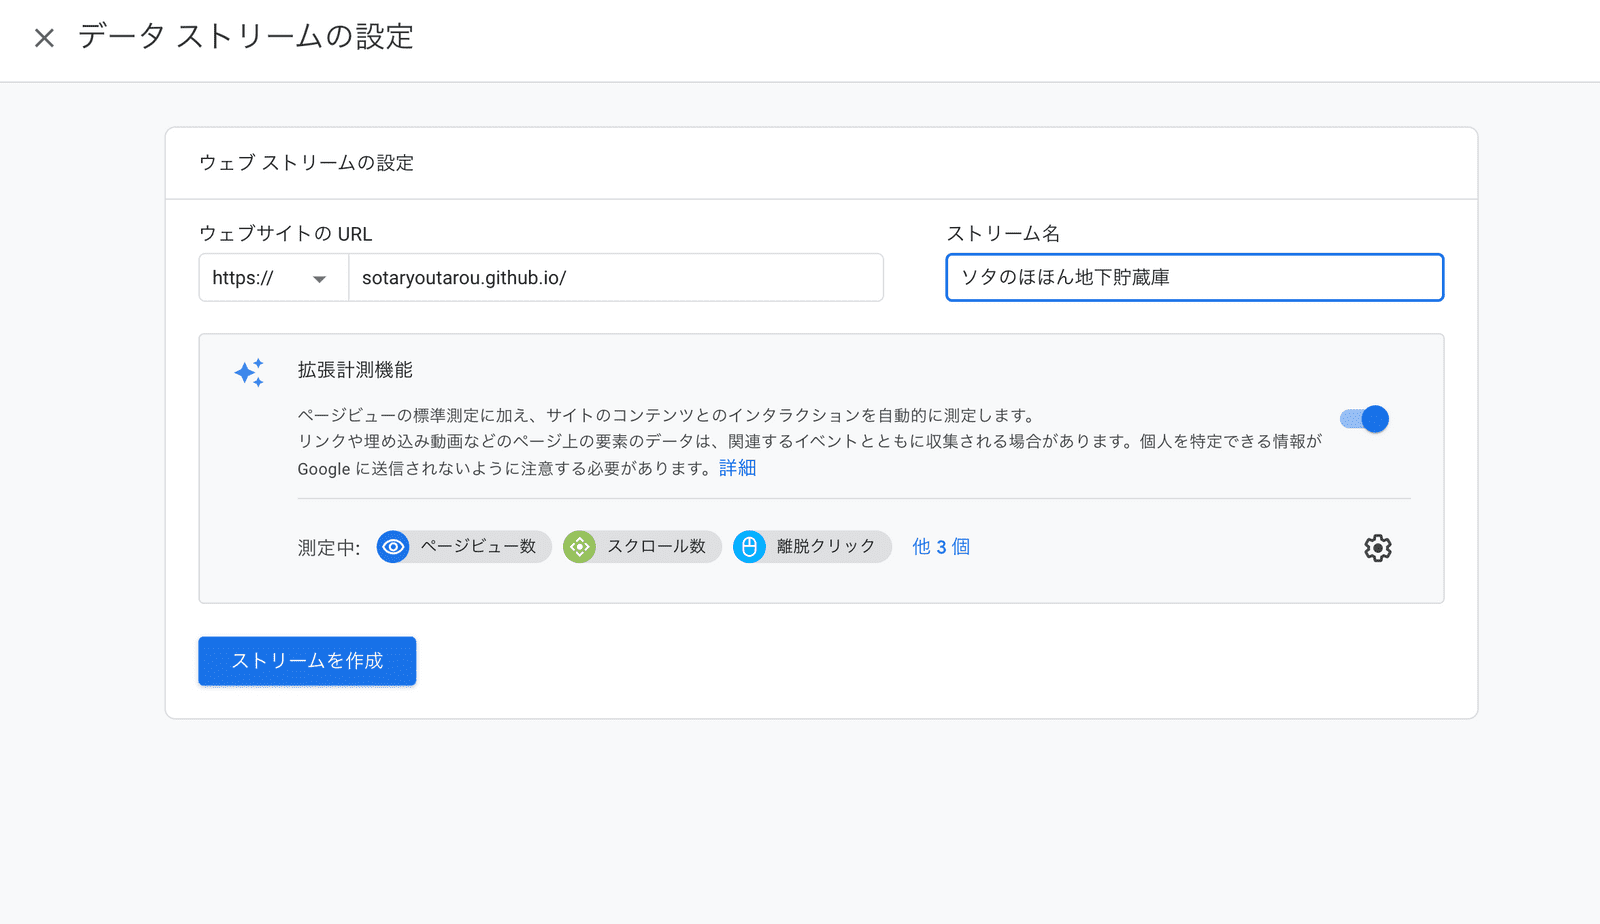 データ ストリームの設定
ウェブ ストリームの設定
ウェブサイトの URL
ストリーム名
https://
sotaryoutarou.github.io/
ソタのほほん地下貯蔵庫
拡張計測機能
ページビューの標準測定に加え、サイトのコンテンツとのインタラクションを自動的に測定します。
リンクや埋め込み動画などのページ上の要素のデータは、関連するイベントとともに収集される場合があります。個人を特定できる情報が
Google に送信されないように注意する必要があります。詳細
測定中: ページビュー数 スクロール数 離脱クリック 他 3 個
ストリームを作成